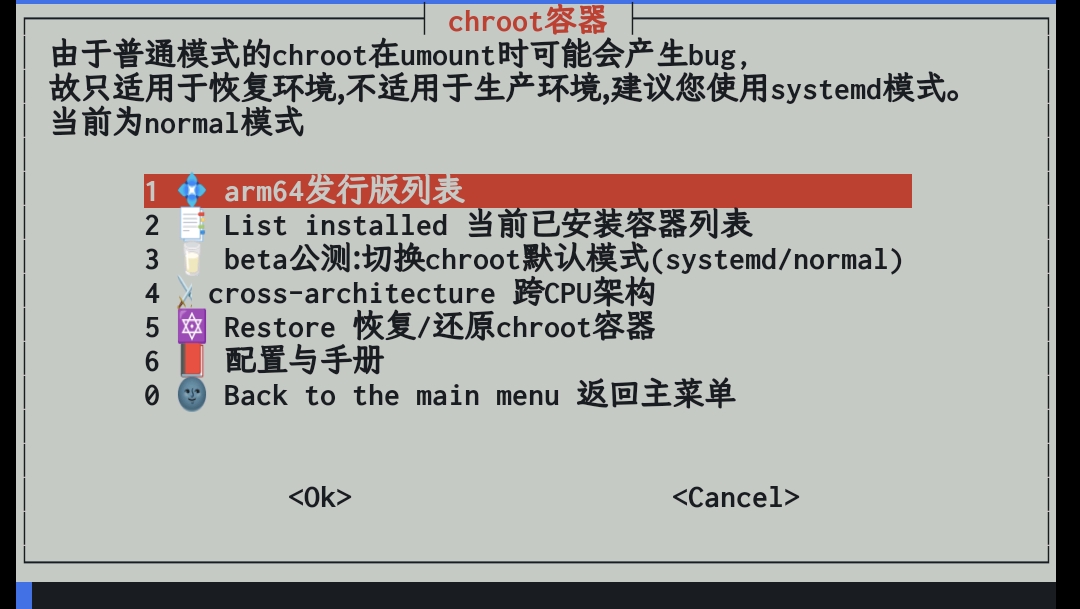 chroot容器
由于普通模式的chroot在umount时可能会产生bug,
故只适用于恢复环境,不适用于生产环境,建议您使用systemd模式。
当前为normal模式
1 💠 arm64发行版列表
2 📑 List installed 当前已安装容器列表
3 🥛 beta公测:切换chroot默认模式(systemd/normal)
4 ⚔ cross-architecture 跨CPU架构
5 🔯 Restore 恢复/还原chroot容器
6 📕 配置与手册
0 🌚 Back to the main menu 返回主菜单
<Ok> <Cancel>